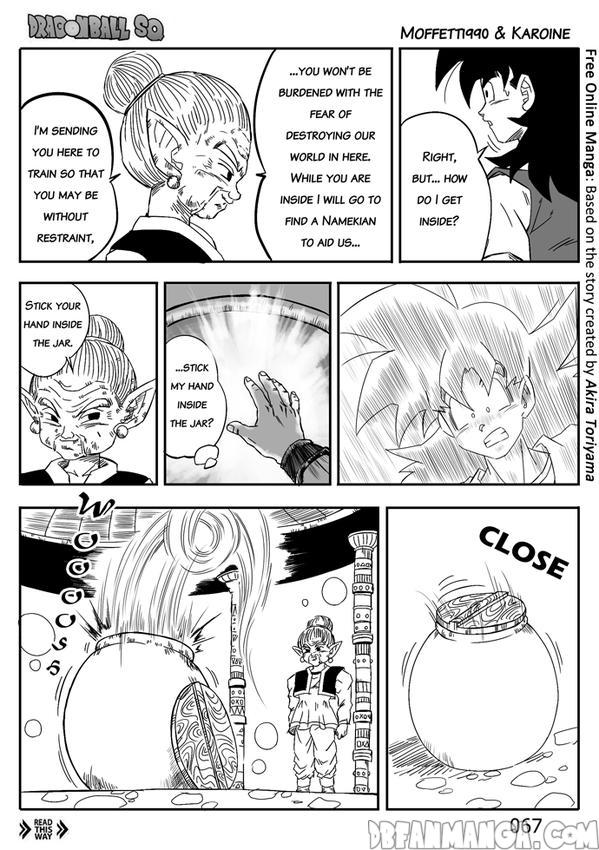 DRAGONBALL SQ
MOFFETT1990 & KAROINE
I'M SENDING
YOU HERE TO
TRAIN SO THAT
YOU MAY BE
WITHOUT
RESTRAINT,
...YOU WON'T BE
BURDENED WITH THE
FEAR OF
DESTROYING OUR
WORLD IN HERE.
WHILE YOU ARE
INSIDE I WILL GO TO
FIND A NAMEKIAN
TO AID US...
RIGHT,
BUT... HOW
DO I GET
INSIDE?
STICK YOUR
HAND INSIDE
THE JAR.
...STICK
MY HAND
INSIDE
THE JAR?
WOOOOSS
CLOSE
Free Online Manga: Based on the story created by Akira Toriyama
READ
THIS
WAY
067
DBFANMANGA.COM